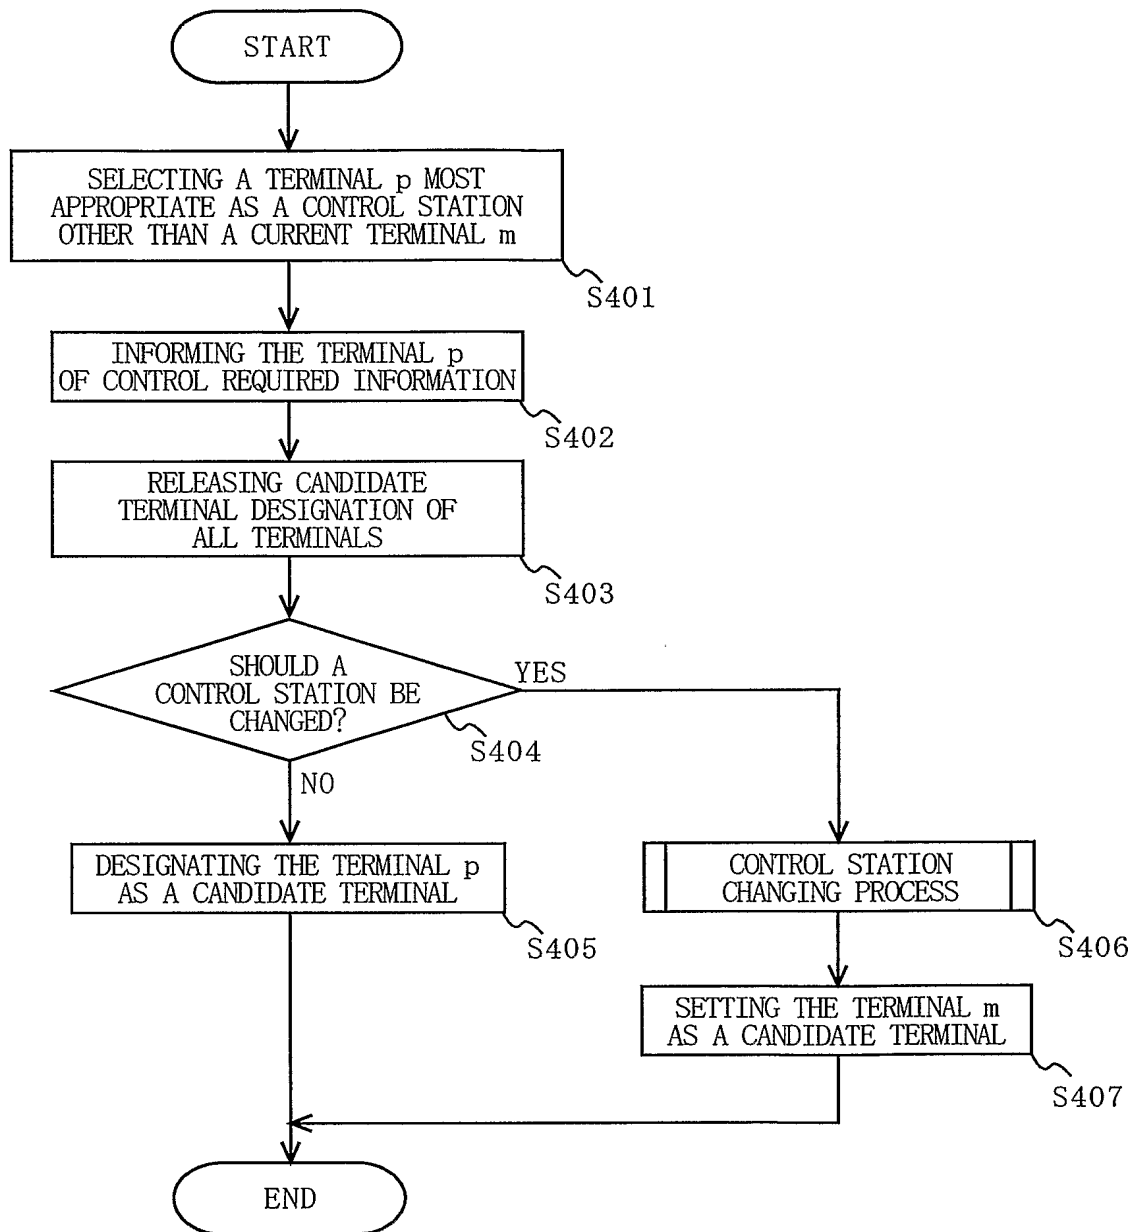 START
SELECTING A TERMINAL p MOST
APPROPRIATE AS A CONTROL STATION
OTHER THAN A CURRENT TERMINAL m
S401
INFORMING THE TERMINAL p
OF CONTROL REQUIRED INFORMATION
S402
RELEASING CANDIDATE
TERMINAL DESIGNATION OF
ALL TERMINALS
S403
SHOULD A
CONTROL STATION BE
CHANGED?
YES
S404
NO
DESIGNATING THE TERMINAL p
AS A CANDIDATE TERMINAL
S405
CONTROL STATION
CHANGING PROCESS
S406
SETTING THE TERMINAL m
AS A CANDIDATE TERMINAL
S407
END